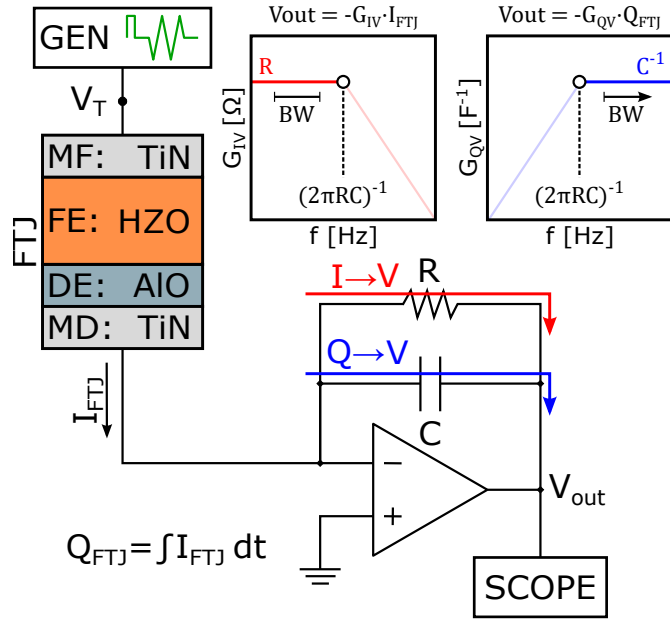 GEN
V_T
MF: TiN
FE: HZO
DE: AlO
MD: TiN
FTJ
I_FTJ
Vout = -G_IV·I_FTJ
R
BW
(2πRC)^-1
G_IV [Ω]
f [Hz]
Vout = -G_QV·Q_FTJ
C^-1
BW
(2πRC)^-1
G_QV [F^-1]
f [Hz]
I→V
R
Q→V
C
−
+
V_out
SCOPE
Q_FTJ=∫I_FTJ dt